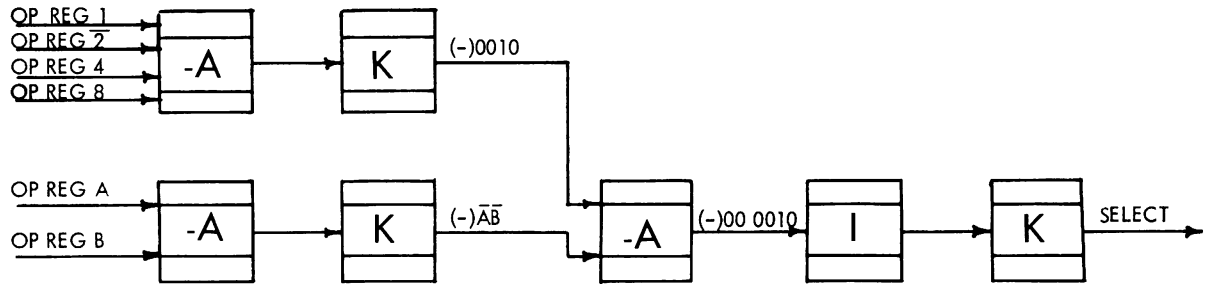 OP REG 1
OP REG 2̅
OP REG 4
OP REG 8
-A
K
(-)0010
OP REG A
OP REG B
-A
K
(-)A̅B̅
-A
(-)00 0010
I
K
SELECT